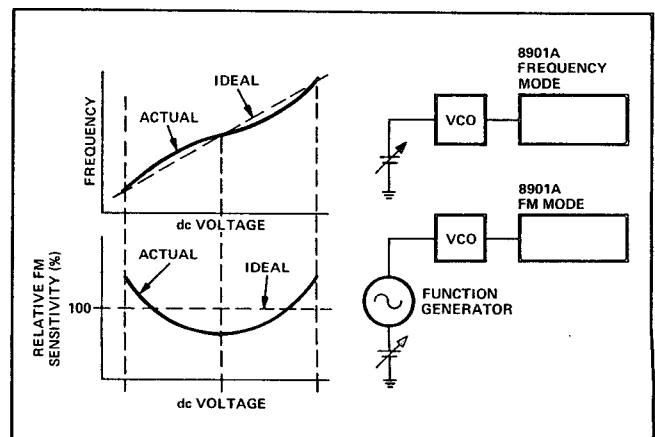 FREQUENCY
IDEAL
ACTUAL
dc VOLTAGE
RELATIVE FM
SENSITIVITY (%)
100
ACTUAL
IDEAL
dc VOLTAGE
8901A
FREQUENCY
MODE
VCO
8901A
FM MODE
VCO
FUNCTION
GENERATOR